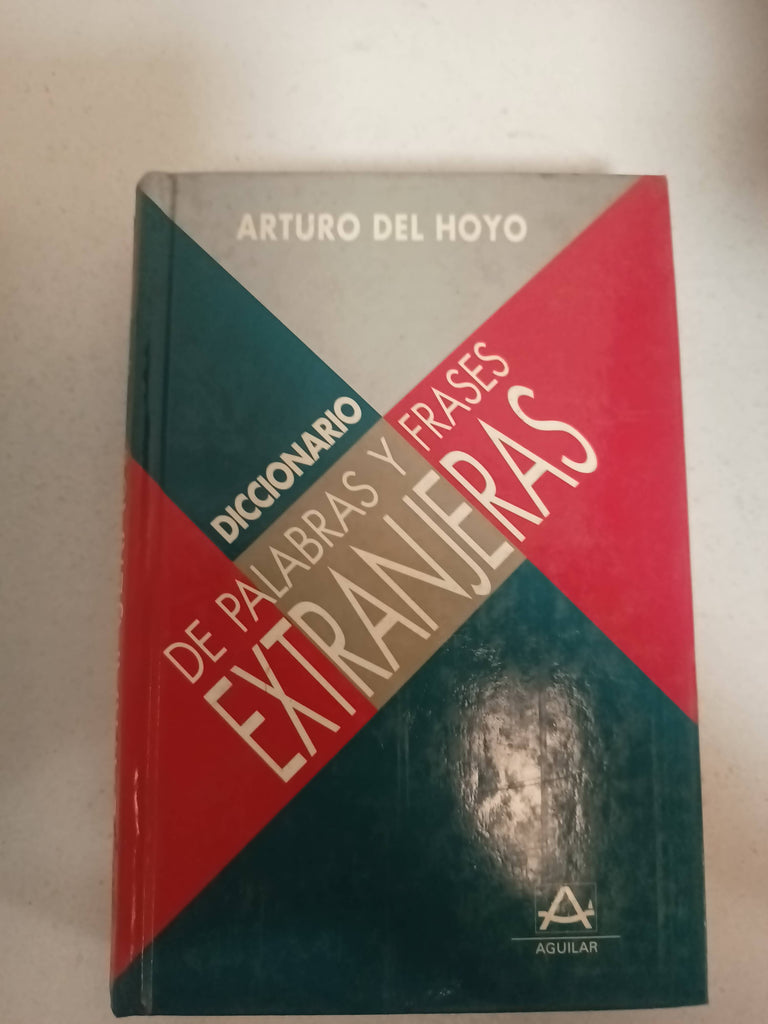 ARTURO DEL HOYO
DICCIONARIO
DE PALABRAS Y FRASES
EXTRANJERAS
A
AGUILAR